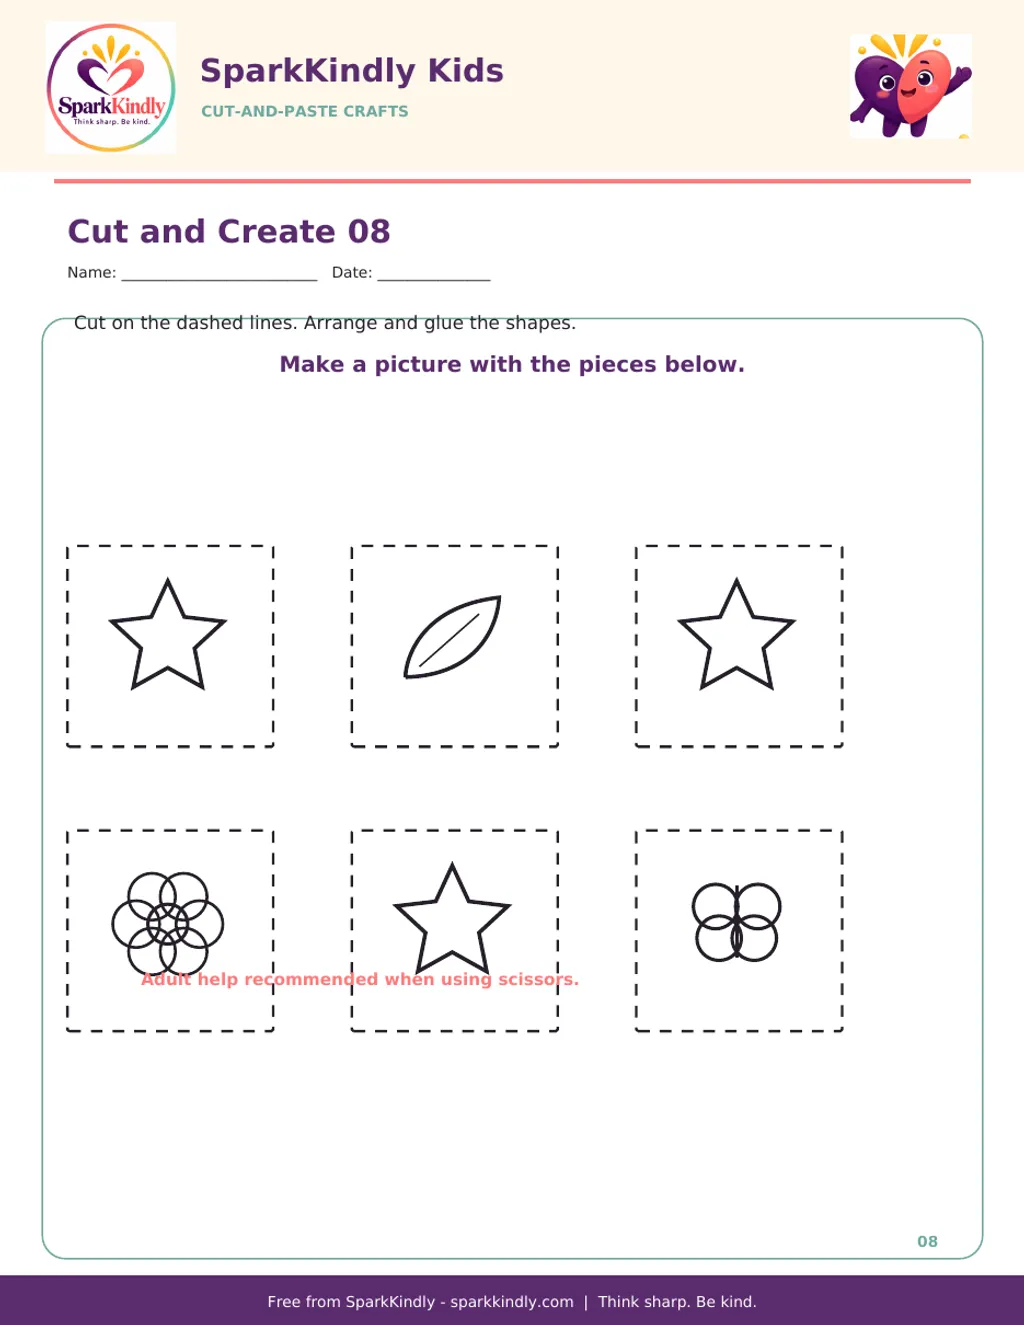 SparkKindly
Think sharp. Be kind.
SparkKindly Kids
CUT-AND-PASTE CRAFTS
Cut and Create 08
Name: __________________________ Date: _______________
Cut on the dashed lines. Arrange and glue the shapes.
Make a picture with the pieces below.
Adult help recommended when using scissors.
08
Free from SparkKindly - sparkkindly.com | Think sharp. Be kind.